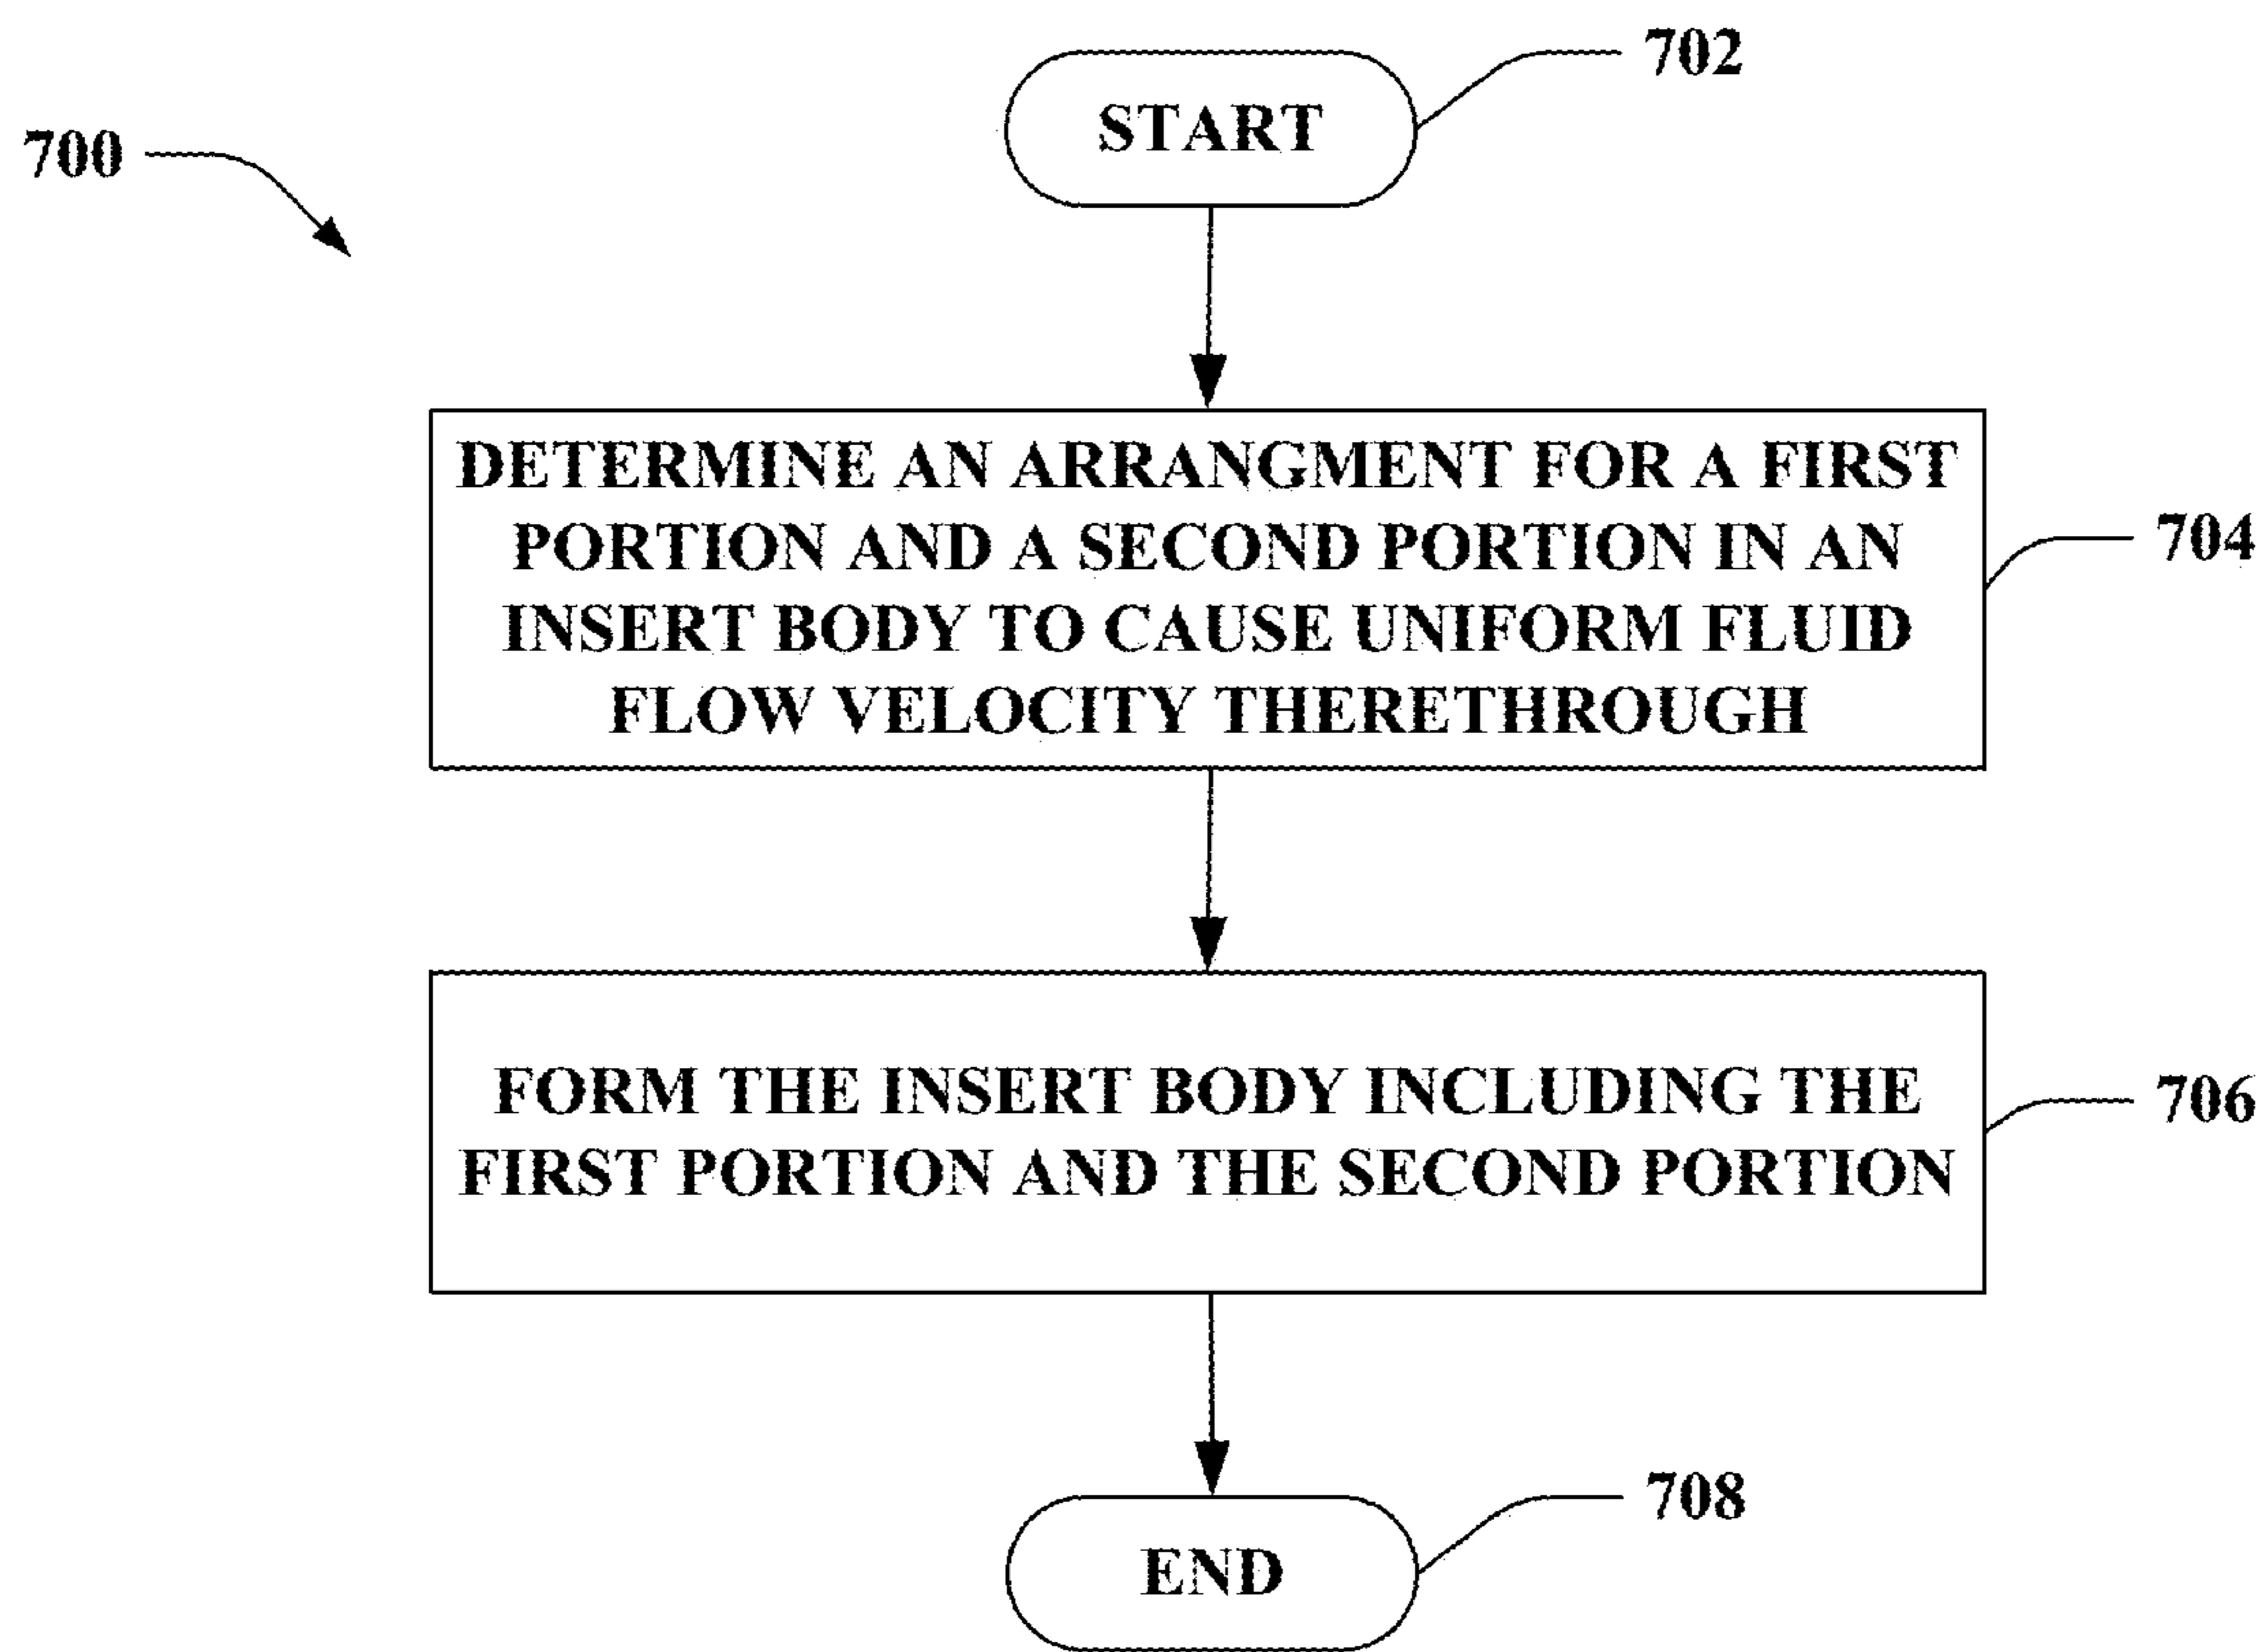 702
START
700
DETERMINE AN ARRANGMENT FOR A FIRST
PORTION AND A SECOND PORTION IN AN
INSERT BODY TO CAUSE UNIFORM FLUID
FLOW VELOCITY THERETHROUGH
704
FORM THE INSERT BODY INCLUDING THE
FIRST PORTION AND THE SECOND PORTION
706
708
END